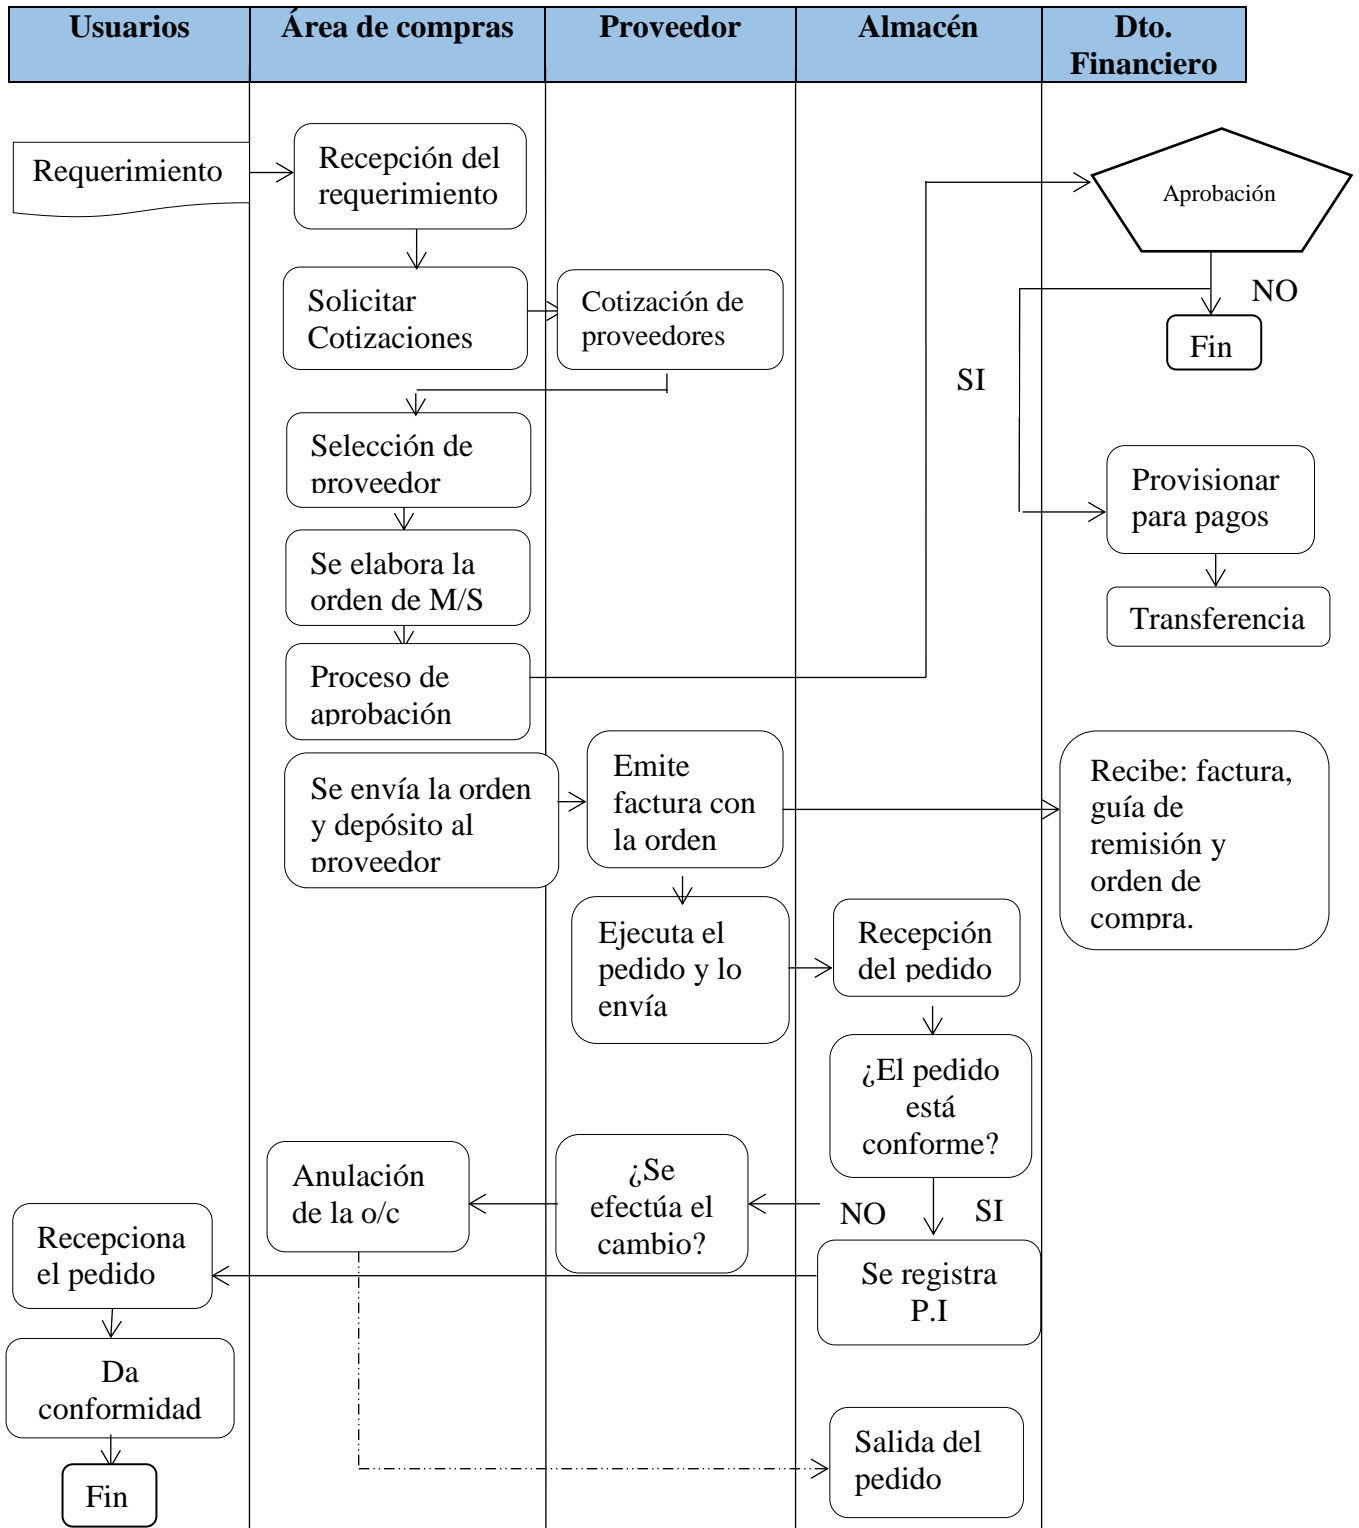 Usuarios
Área de compras
Proveedor
Almacén
Dto.
Financiero
Requerimiento
Recepción del
requerimiento
Aprobación
Solicitar
Cotizaciones
Cotización de
proveedores
NO
Fin
SI
Selección de
proveedor
Provisionar
para pagos
Se elabora la
orden de M/S
Transferencia
Proceso de
aprobación
Se envía la orden
y depósito al
proveedor
Emite
factura con
la orden
Recibe: factura,
guía de
remisión y
orden de
compra.
Ejecuta el
pedido y lo
envía
Recepción
del pedido
¿El pedido
está
conforme?
Anulación
de la o/c
¿Se
efectúa el
cambio?
NO
SI
Recepciona
el pedido
Se registra
P.I
Da
conformidad
Salida del
pedido
Fin